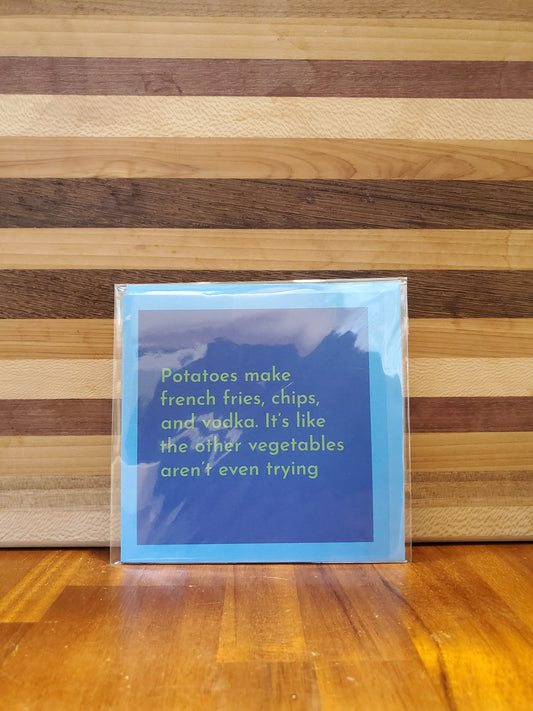 Potatoes make
french fries, chips,
and vodka. It's like
the other vegetables
aren't even trying